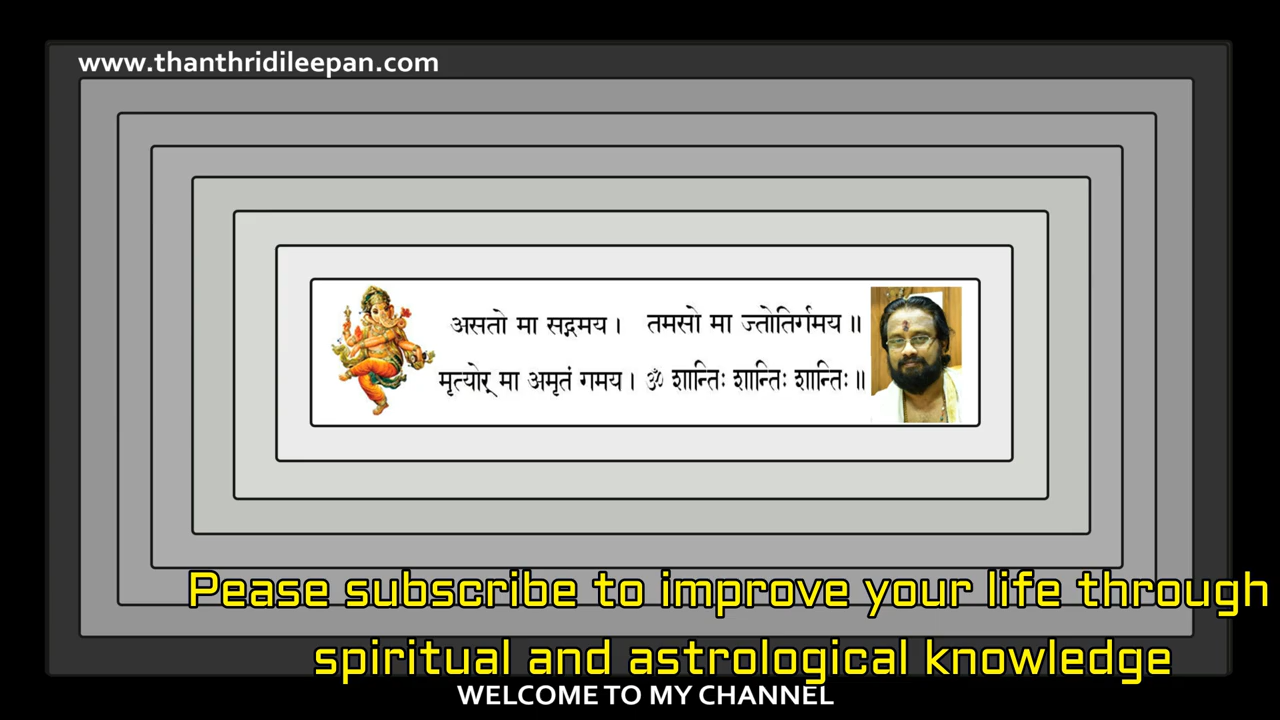 www.thanthridileepan.com
असतो मा सद्गमय। तमसो मा ज्तोतिर्गमय॥
मृत्योर् मा अमृतं गमय। ॐ शान्तिः शान्तिः शान्तिः॥
Pease subscribe to improve your life through
spiritual and astrological knowledge
WELCOME TO MY CHANNEL